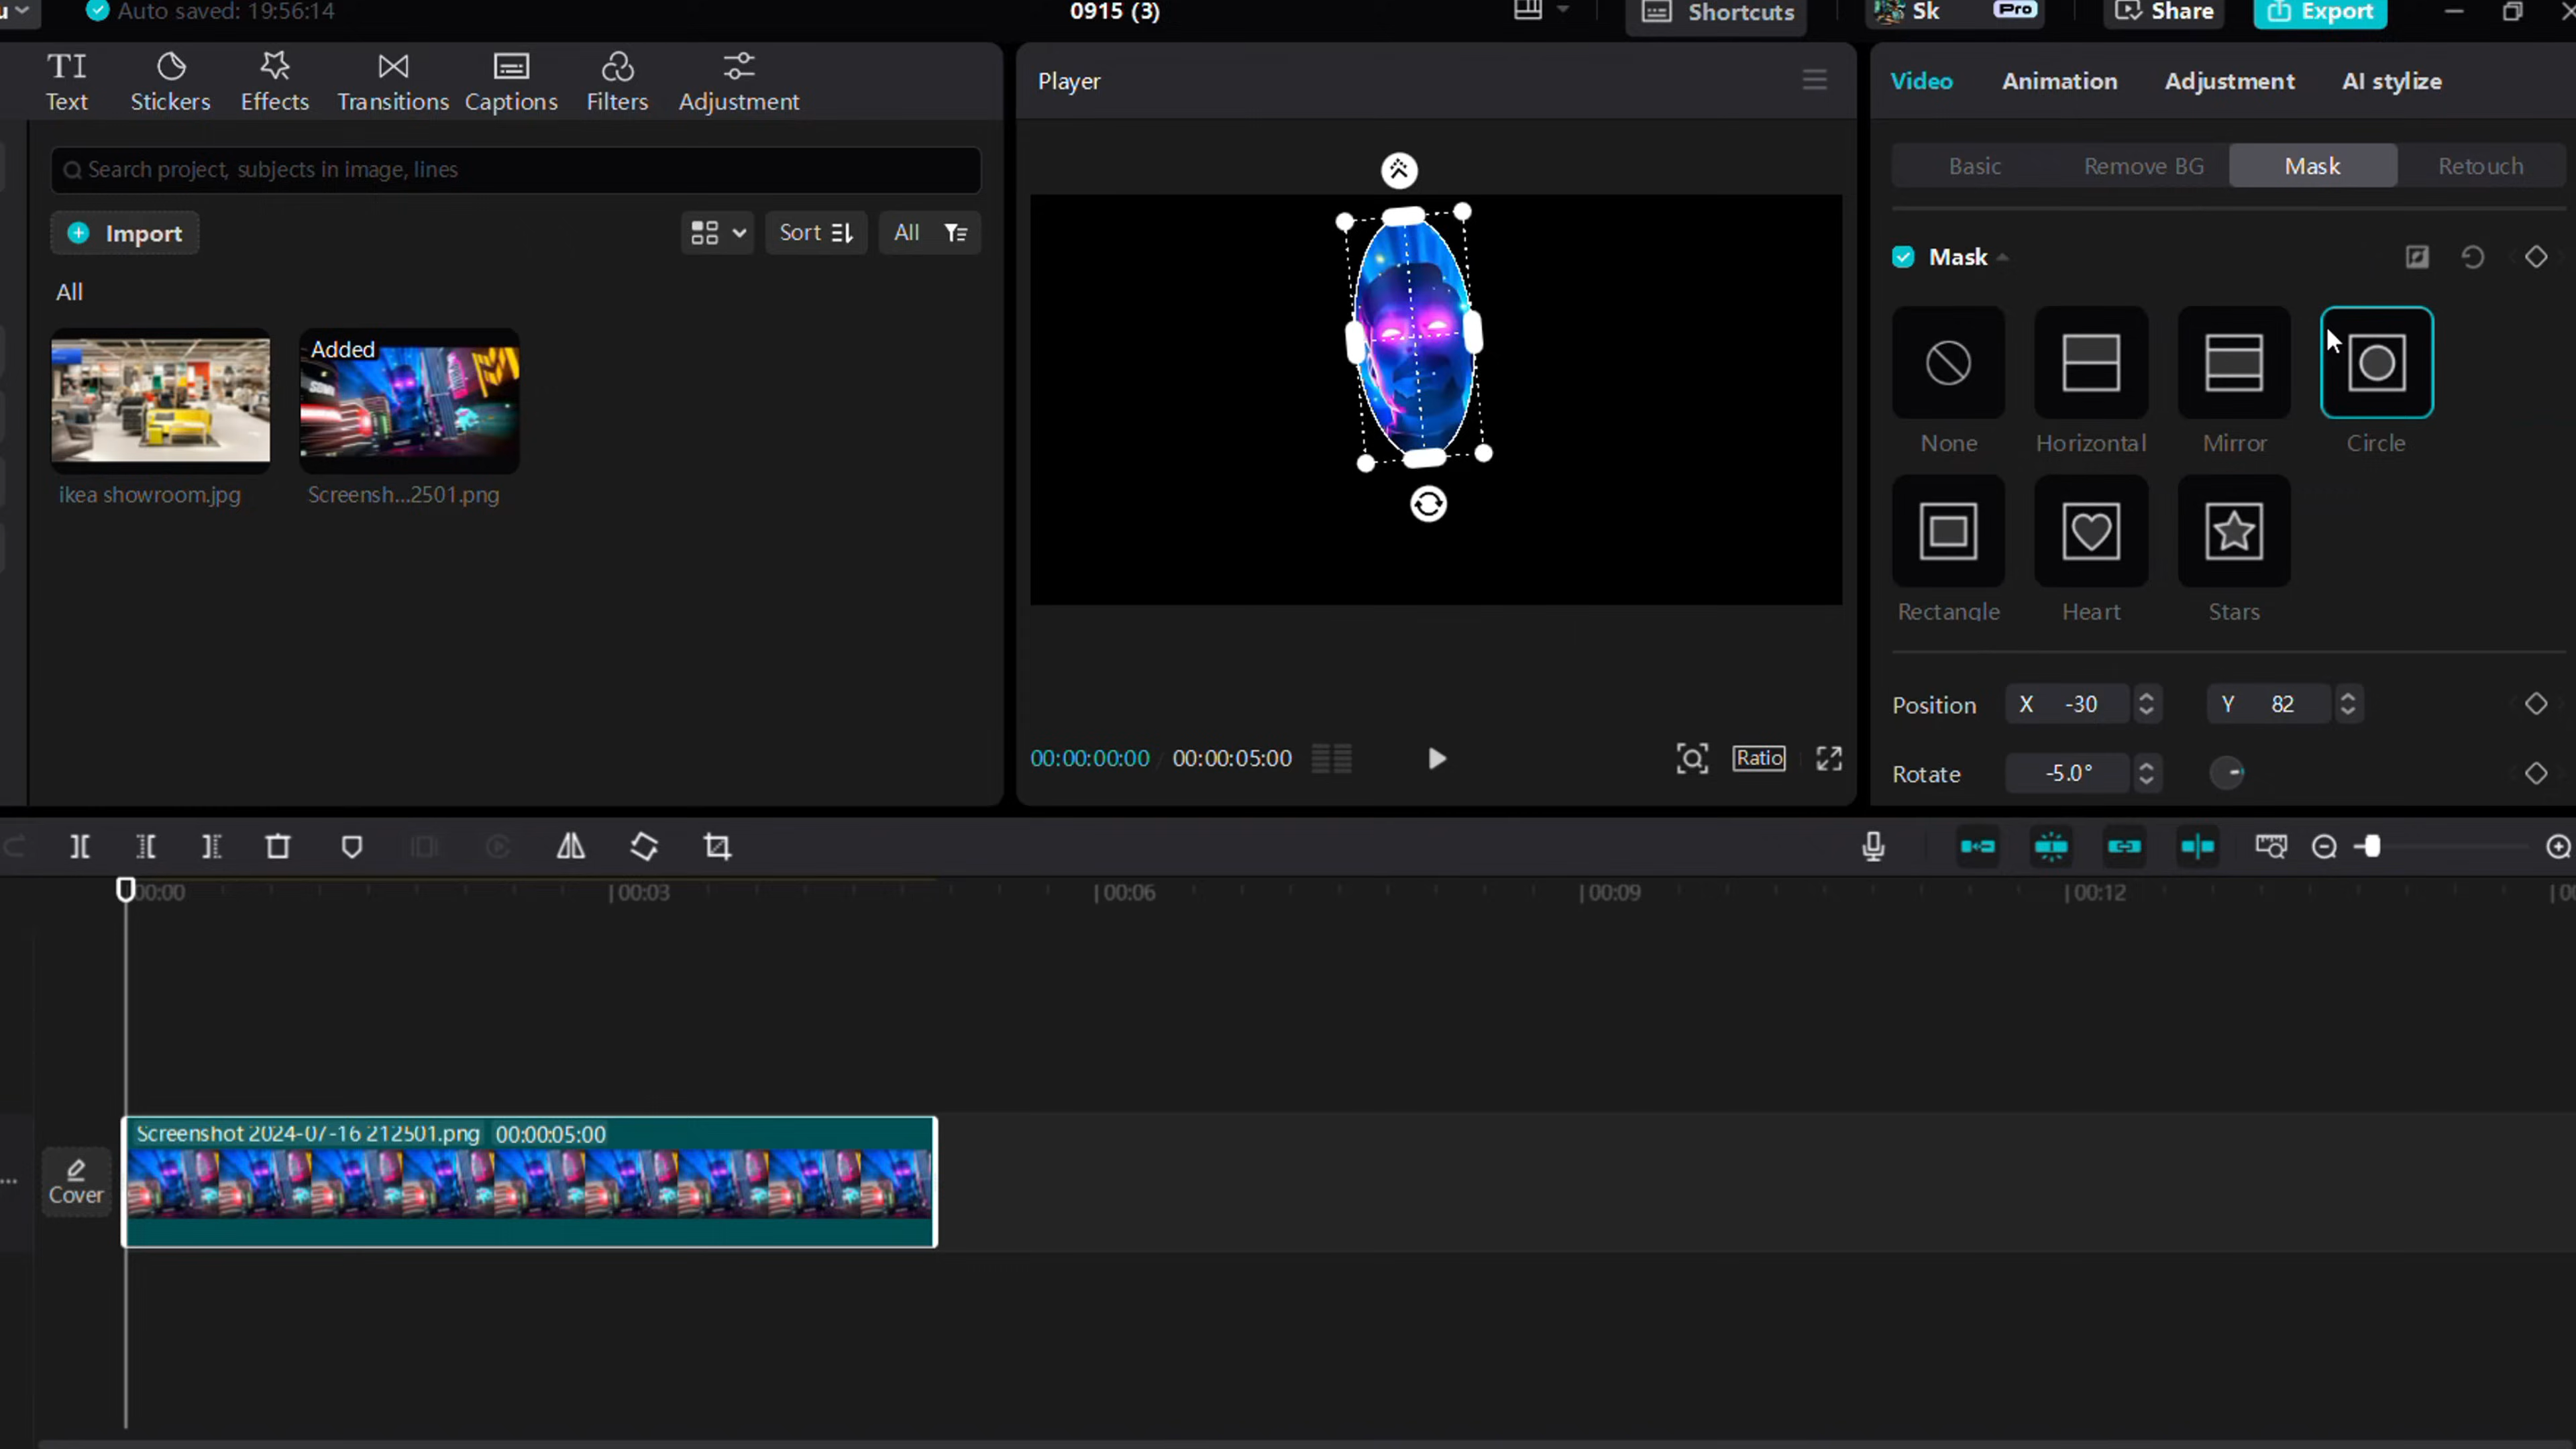 u
Auto saved: 19:56:14
0915 (3)
Shortcuts
Sk
Pro
Share
Export
TI
Text
Stickers
Effects
Transitions
Captions
Filters
Adjustment
Search project, subjects in image, lines
Import
Sort
All
All
Added
ikea showroom.jpg
Screensh...2501.png
Player
00:00:00:00 / 00:00:05:00
Ratio
Video
Animation
Adjustment
AI stylize
Basic
Remove BG
Mask
Retouch
Mask
None
Horizontal
Mirror
Circle
Rectangle
Heart
Stars
Position
X -30
Y 82
Rotate
-5.0°
00:00
00:03
00:06
00:09
00:12
Screenshot 2024-07-16 212501.png 00:00:05:00
Cover